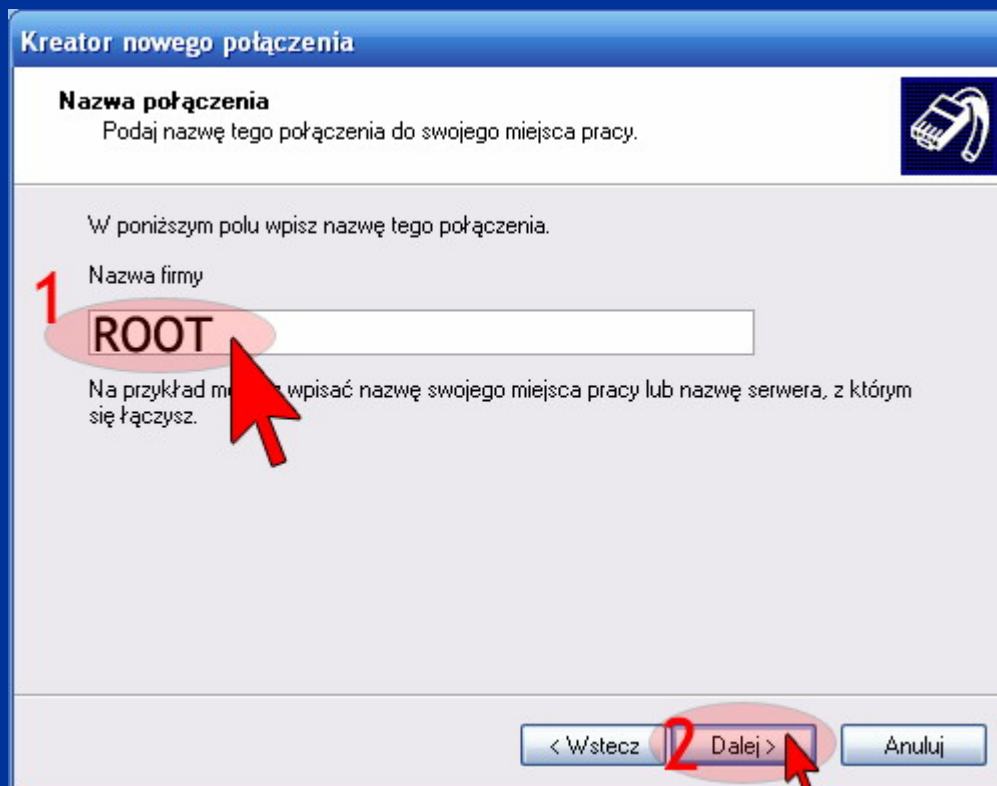 Kreator nowego połączenia
Nazwa połączenia
Podaj nazwę tego połączenia do swojego miejsca pracy.
W poniższym polu wpisz nazwę tego połączenia.
Nazwa firmy
1
ROOT
Na przykład wpisać nazwę swojego miejsca pracy lub nazwę serwera, z którym
się łączysz.
< Wstecz 2 Dalej > Anuluj